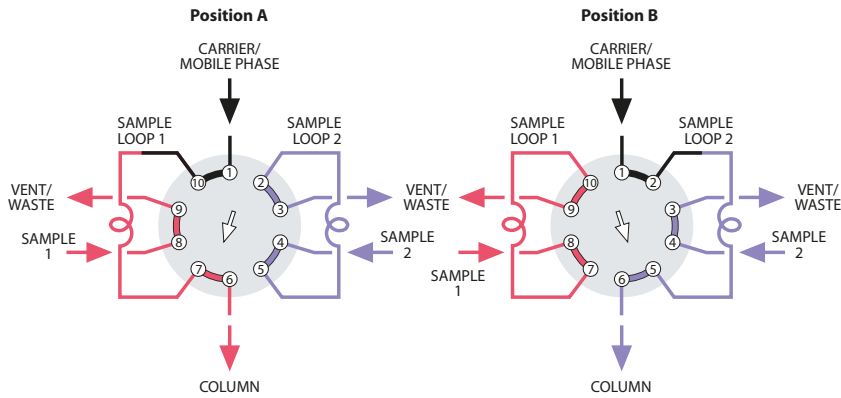 Position A
CARRIER/
MOBILE PHASE
SAMPLE
LOOP 1
SAMPLE
LOOP 2
10
1
2
9
3
8
4
7
6
5
VENT/
WASTE
VENT/
WASTE
SAMPLE
1
SAMPLE
2
COLUMN
Position B
CARRIER/
MOBILE PHASE
SAMPLE
LOOP 1
SAMPLE
LOOP 2
10
1
2
9
3
8
4
7
6
5
VENT/
WASTE
VENT/
WASTE
SAMPLE
1
SAMPLE
2
COLUMN